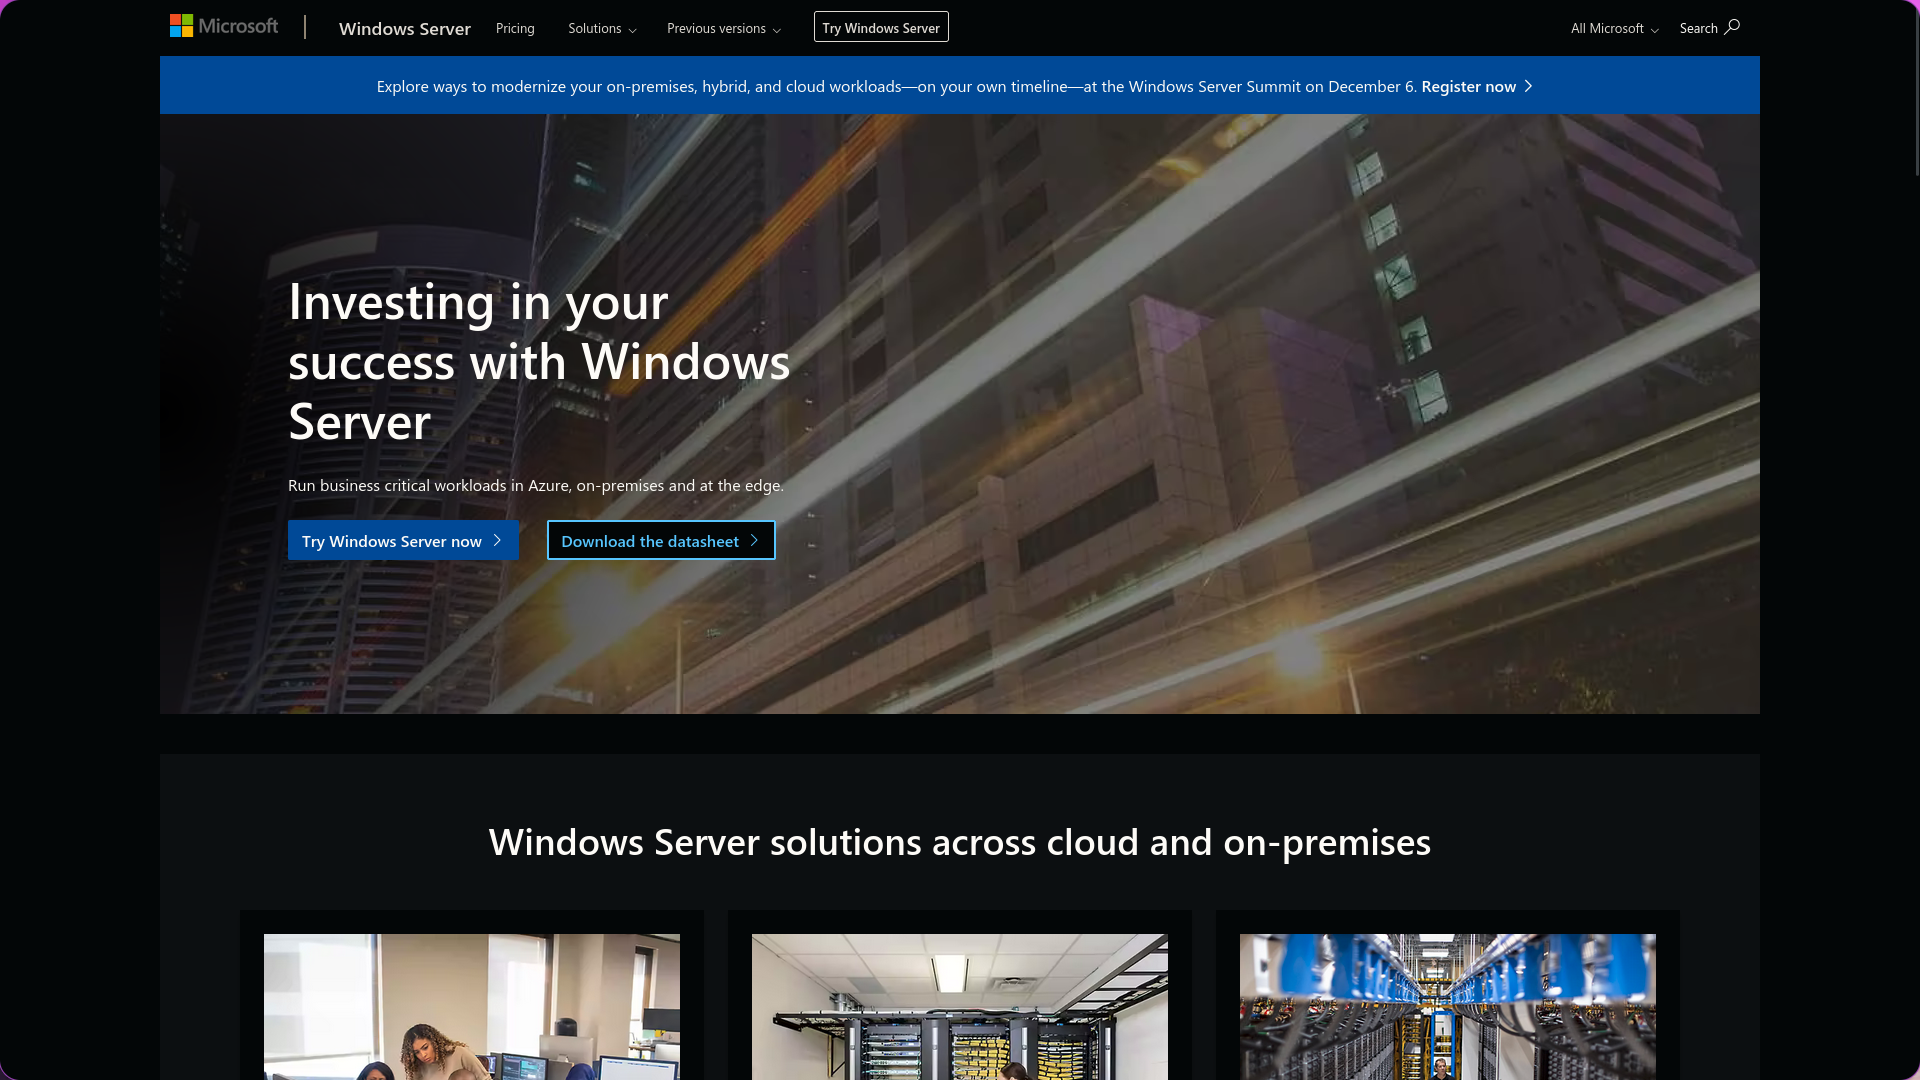 Microsoft
Windows Server
Pricing
Solutions
Previous versions
Try Windows Server
All Microsoft
Search
Explore ways to modernize your on-premises, hybrid, and cloud workloads—on your own timeline—at the Windows Server Summit on December 6. Register now
Investing in your
success with Windows
Server
Run business critical workloads in Azure, on-premises and at the edge.
Try Windows Server now
Download the datasheet
Windows Server solutions across cloud and on-premises